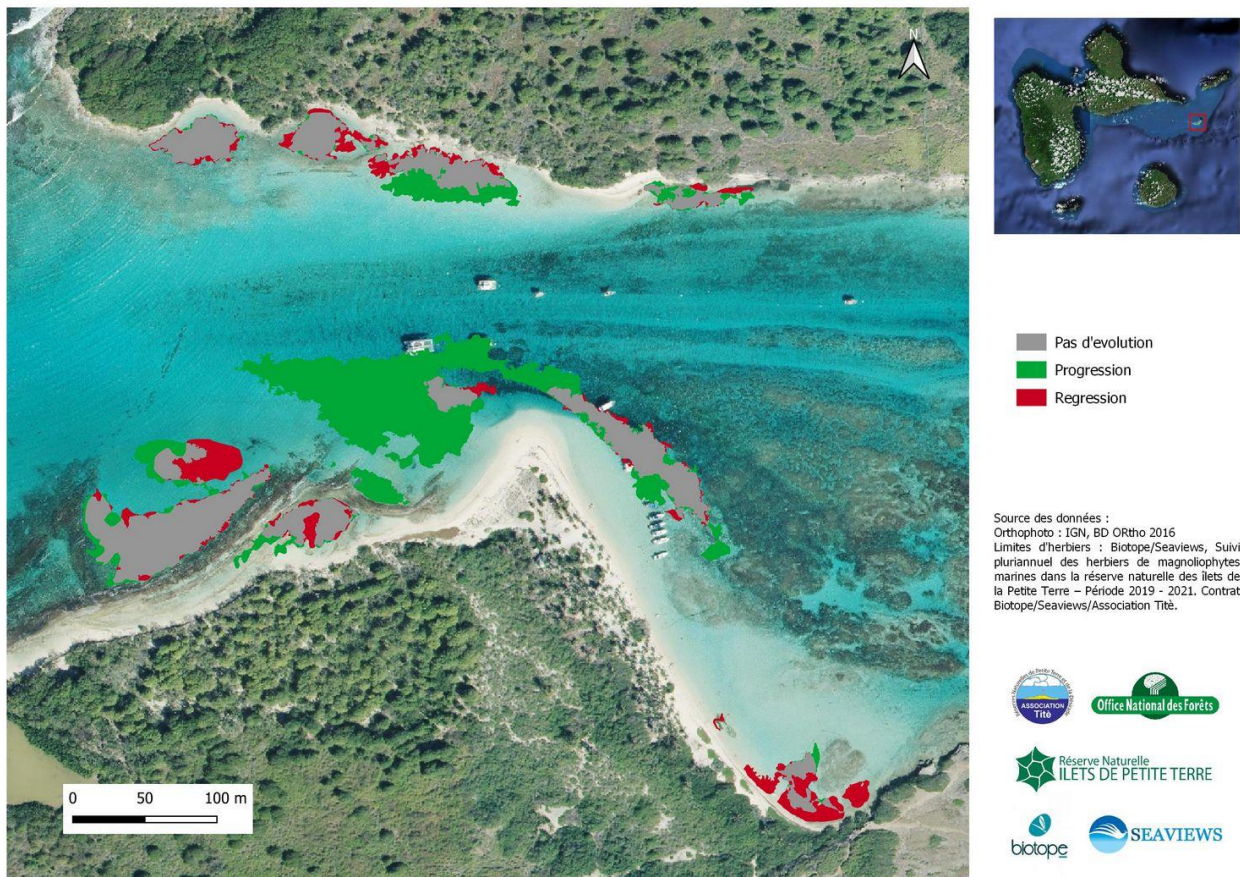 N
Pas d'evolution
Progression
Regression
Source des données :
Orthophoto : IGN, BD ORtho 2016
Limites d'herbiers : Biotope/Seaviews, Suivi
pluriannuel des herbiers de magnoliophytes
marines dans la réserve naturelle des îlets de
la Petite Terre – Période 2019 - 2021. Contrat
Biotope/Seaviews/Association Titè.
ASSOCIATION
Titè
Office National des Forêts
Réserve Naturelle
ILETS DE PETITE TERRE
biotope
SEAVIEWS
0 50 100 m